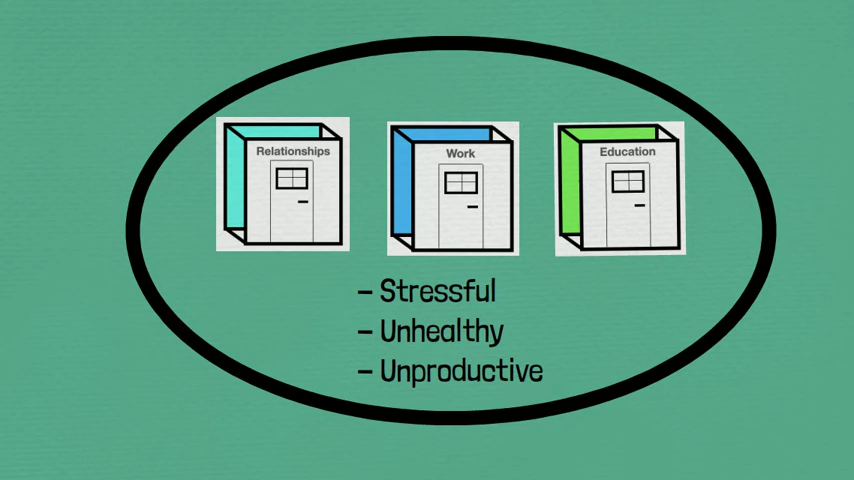 Relationships
Work
Education
– Stressful
– Unhealthy
– Unproductive